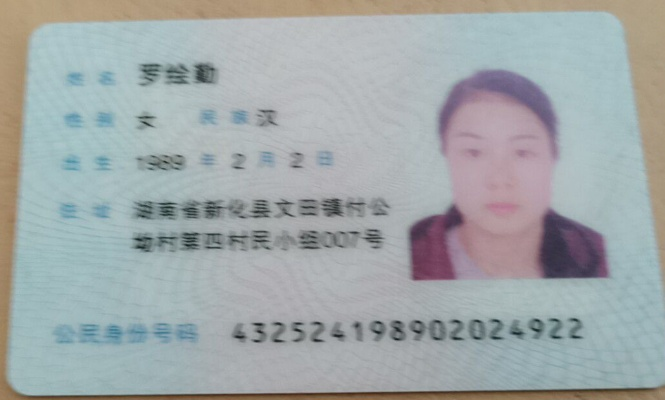 姓名 罗绘勤
性别 女 民族 汉
出生 1989 年 2 月 2 日
住址 湖南省新化县文田镇付公
坳村第四村民小组007号
公民身份号码 432524198902024922